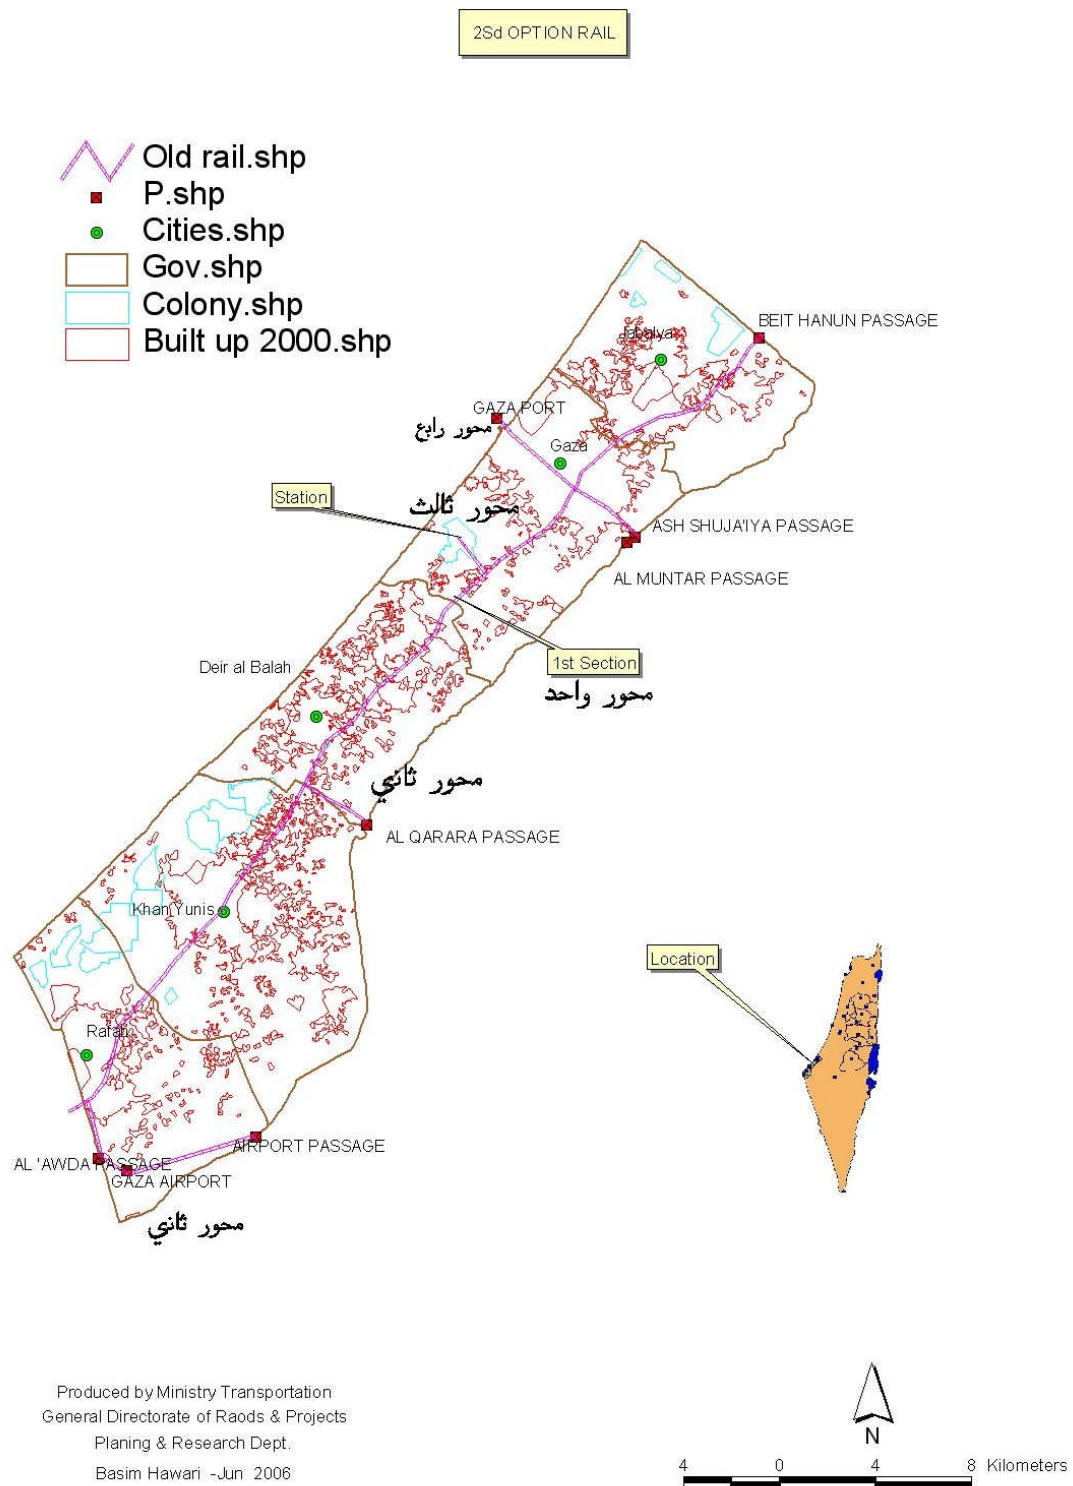 2Sd OPTION RAIL
Old rail.shp
P.shp
Cities.shp
Gov.shp
Colony.shp
Built up 2000.shp
BEIT HANUN PASSAGE
Jabalya
GAZA PORT
محور رابع
Gaza
Station
محور ثالث
ASH SHUJA'IYA PASSAGE
AL MUNTAR PASSAGE
1st Section
Deir al Balah
محور واحد
محور ثاني
AL QARARA PASSAGE
Khan Yunis
Location
Rafah
AIRPORT PASSAGE
AL 'AWDA PASSAGE
GAZA AIRPORT
محور ثاني
Produced by Ministry Transportation
General Directorate of Raods & Projects
Planing & Research Dept.
Basim Hawari -Jun 2006
N
4 0 4 8 Kilometers